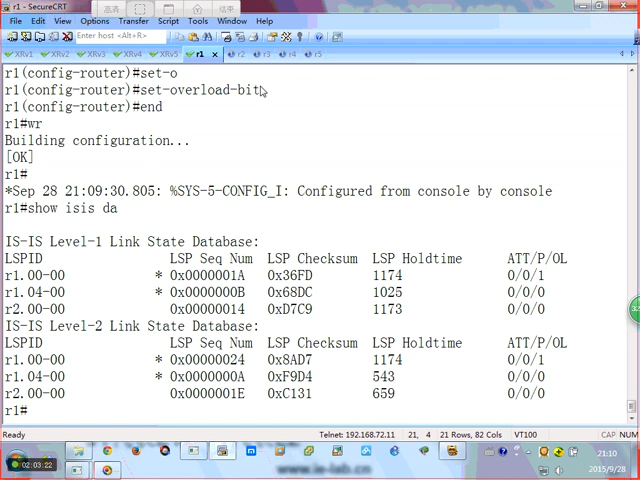 r1 - SecureCRT
高清
结束
File Edit View Options Transfer Script Tools Window Help
Enter host <Alt+R>
XRv1 XRv2 XRv3 XRv4 XRv5 r1 r2 r3 r4 r5
r1(config-router)#set-o
r1(config-router)#set-overload-bit
r1(config-router)#end
r1#wr
Building configuration...
[OK]
r1#
*Sep 28 21:09:30.805: %SYS-5-CONFIG_I: Configured from console by console
r1#show isis da
IS-IS Level-1 Link State Database:
LSPID LSP Seq Num LSP Checksum LSP Holdtime ATT/P/OL
r1.00-00 * 0x0000001A 0x36FD 1174 0/0/1
r1.04-00 * 0x0000000B 0x68DC 1025 0/0/0
r2.00-00 0x00000014 0xD7C9 1173 0/0/0
IS-IS Level-2 Link State Database:
LSPID LSP Seq Num LSP Checksum LSP Holdtime ATT/P/OL
r1.00-00 * 0x00000024 0x8AD7 1174 0/0/1
r1.04-00 * 0x0000000A 0xF9D4 543 0/0/0
r2.00-00 0x0000001E 0xC131 659 0/0/0
r1#
Ready Telnet: 192.168.72.11 21, 4 21 Rows, 82 Cols VT100 CAP NUM
02:03:22
21:10
2015/9/28
www.ie-lab.cn